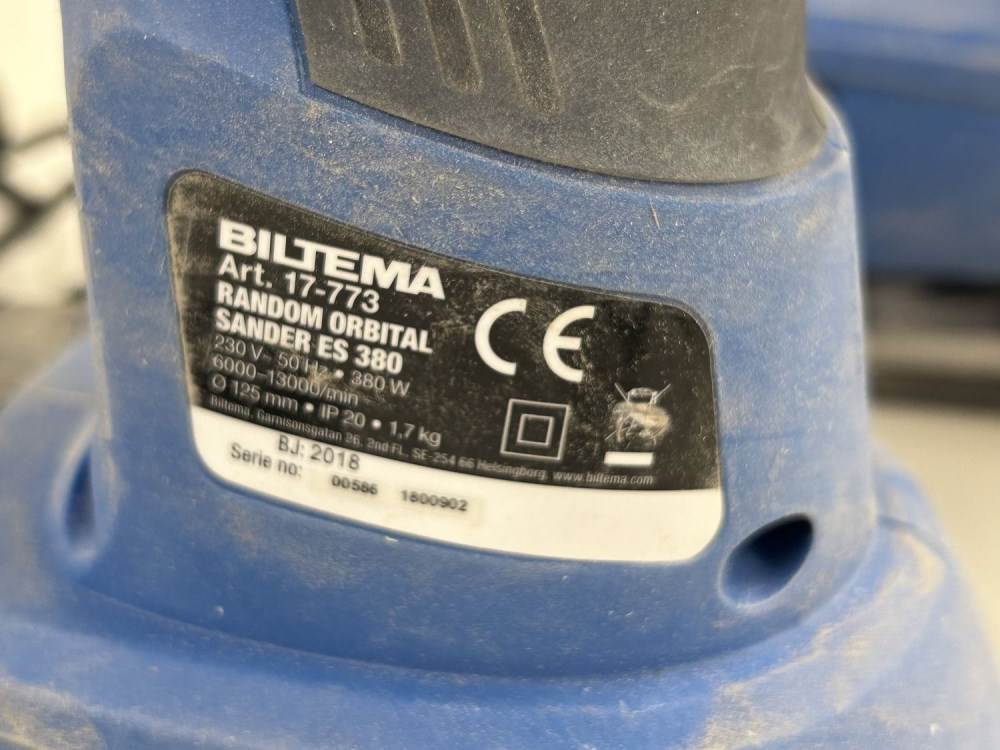 BILTEMA
Art. 17-773
RANDOM ORBITAL
SANDER ES 380
230 V~ 50 Hz • 380 W
6000-13000/min
Ø 125 mm • IP 20 • 1,7 kg
Biltema, Garnisonsgatan 26, 2nd FL. SE-254 66 Helsingborg www.biltema.com
BJ: 2018
Serie no: 00586 1800902
CE